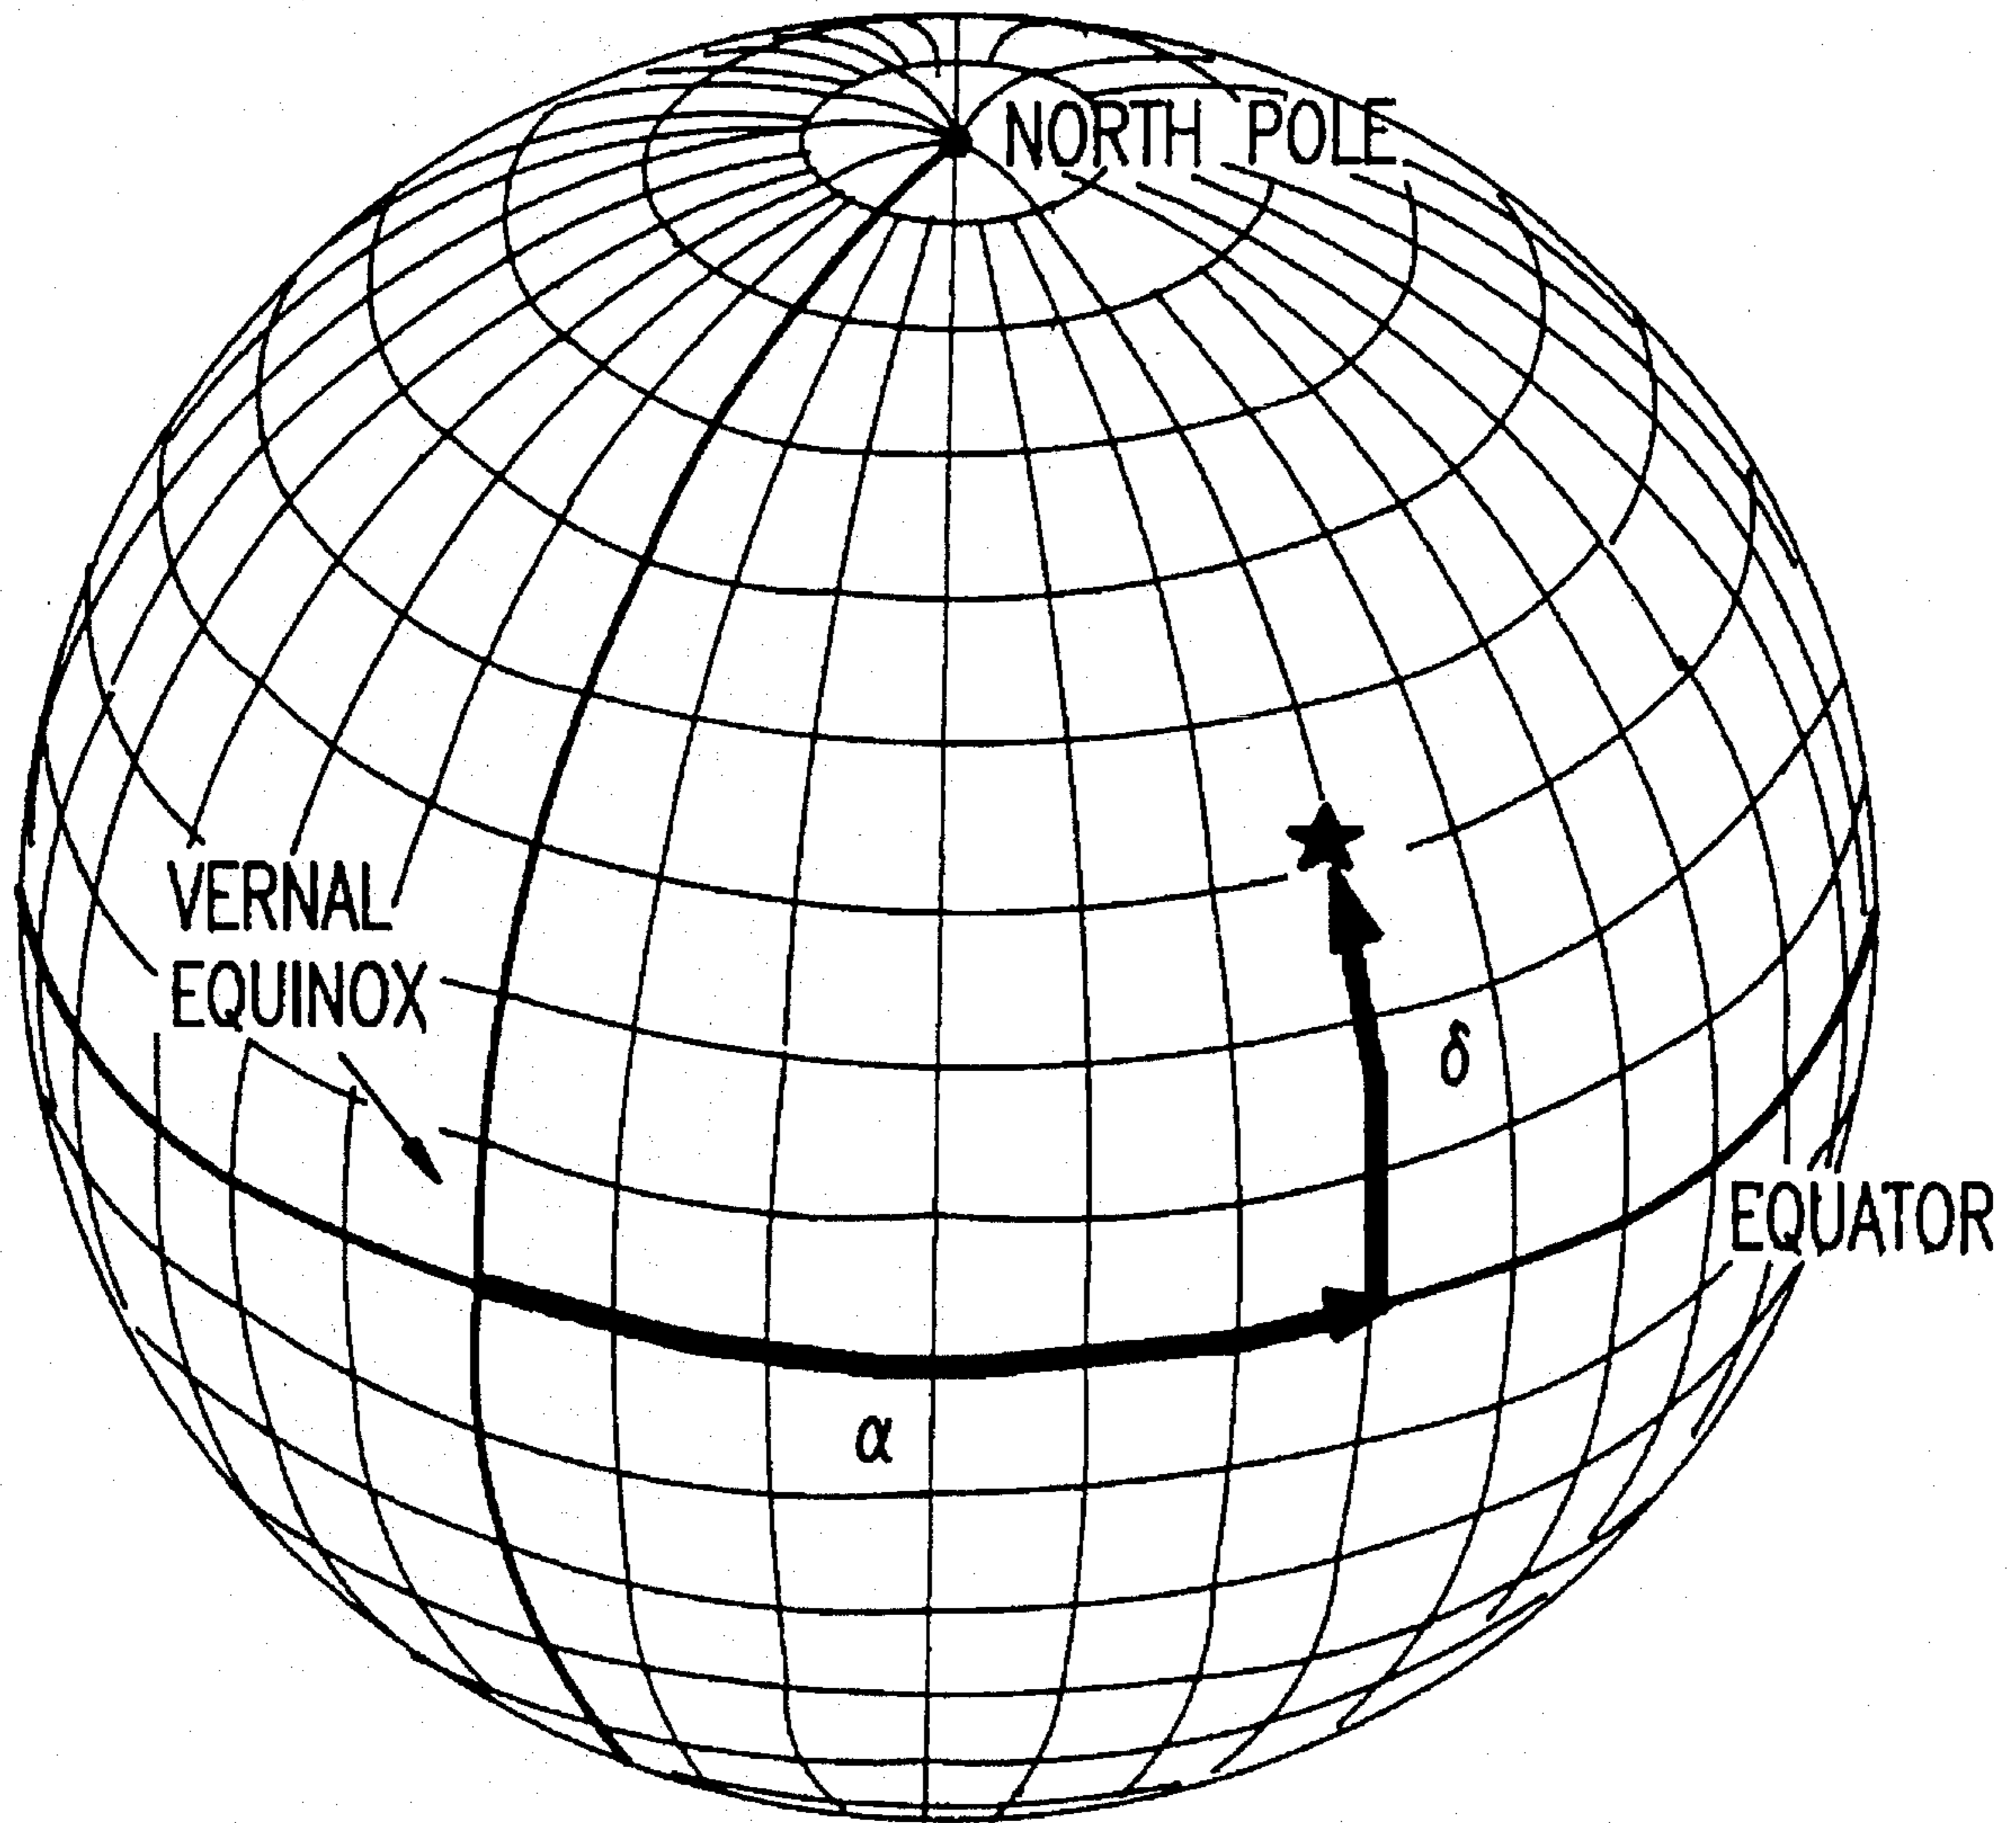 NORTH POLE
VERNAL
EQUINOX
δ
EQUATOR
α